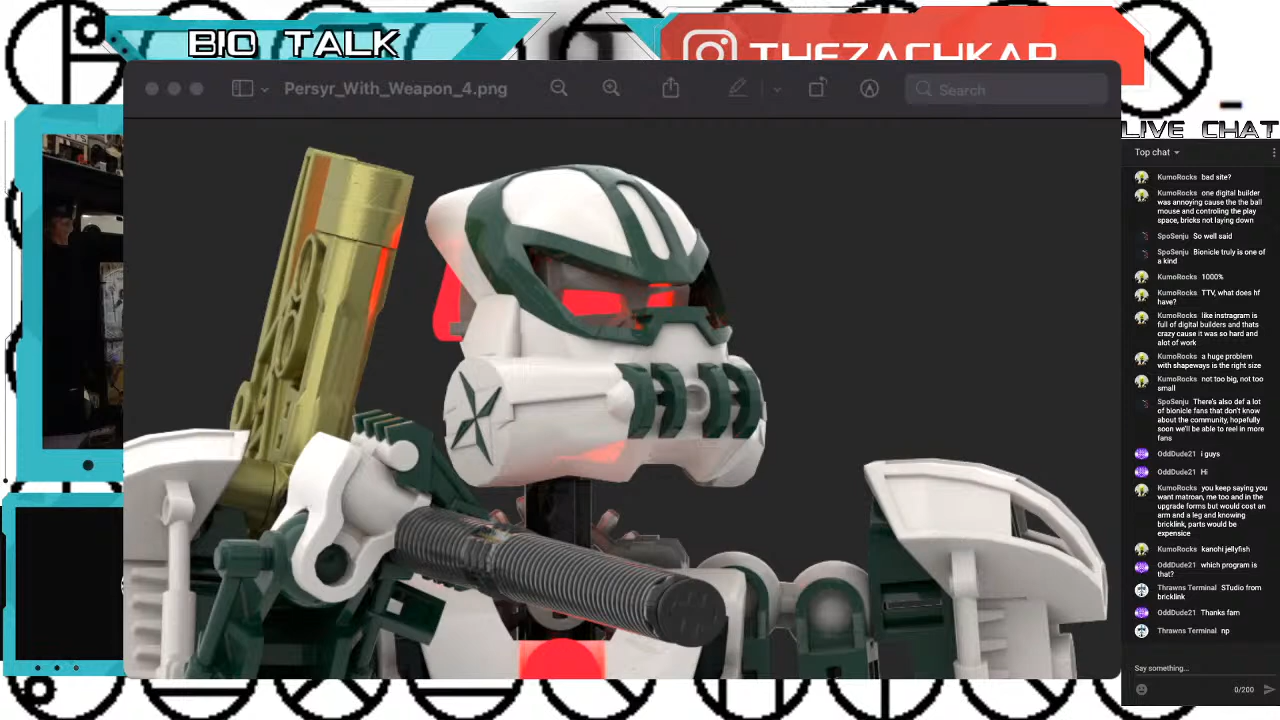 BIO TALK
THEZACHKAR
Persyr_With_Weapon_4.png
Search
LIVE CHAT
Top chat
KumoRocks bad site?
KumoRocks one digital builder
was annoying cause the the ball
mouse and controling the play
space, bricks not laying down
SpoSenju So well said
SpoSenju Bionicle truly is one of
a kind
KumoRocks 1000%
KumoRocks TTV, what does hf
have?
KumoRocks like instragram is
full of digital builders and thats
crazy cause it was so hard and
alot of work
KumoRocks a huge problem
with shapeways is the right size
KumoRocks not too big, not too
small
SpoSenju There's also def a lot
of bionicle fans that don't know
about the community, hopefully
soon we'll be able to reel in more
fans
OddDude21 i guys
OddDude21 Hi
KumoRocks you keep saying you
want matroan, me too and in the
upgrade forms but would cost an
arm and a leg and knowing
bricklink, parts would be
expensice
KumoRocks kanohi jellyfish
OddDude21 which program is
that?
Thrawns Terminal STudio from
bricklink
OddDude21 Thanks fam
Thrawns Terminal np
Say something...
0/200